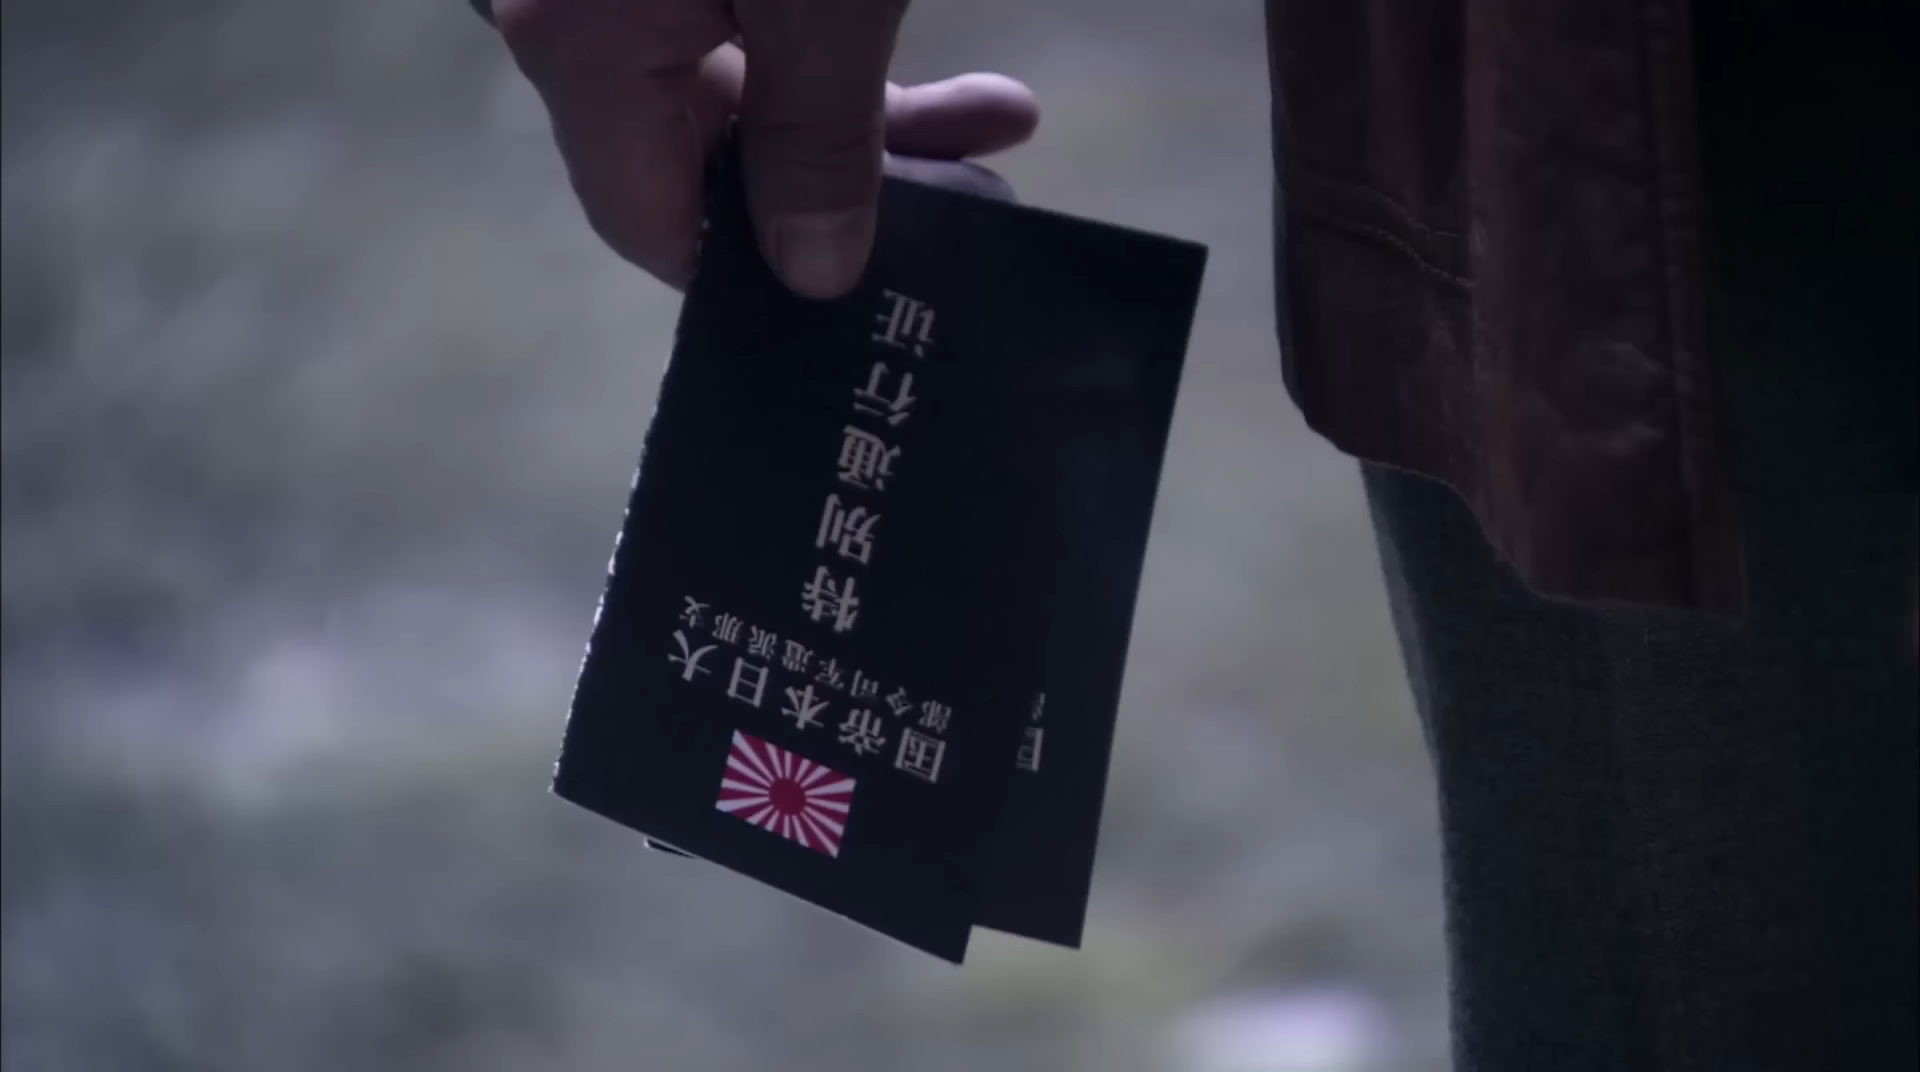 大日本帝国
支那派遣军司令部
特别通行证